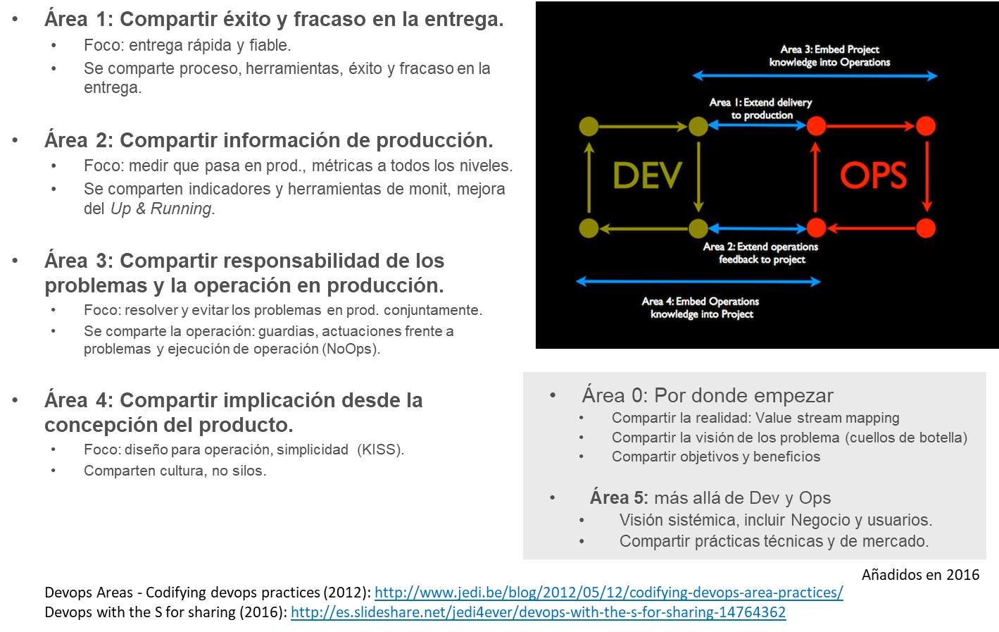 • Área 1: Compartir éxito y fracaso en la entrega.
• Foco: entrega rápida y fiable.
• Se comparte proceso, herramientas, éxito y fracaso en la
entrega.
• Área 2: Compartir información de producción.
• Foco: medir que pasa en prod., métricas a todos los niveles.
• Se comparten indicadores y herramientas de monit, mejora
del Up & Running.
• Área 3: Compartir responsabilidad de los
problemas y la operación en producción.
• Foco: resolver y evitar los problemas en prod. conjuntamente.
• Se comparte la operación: guardias, actuaciones frente a
problemas y ejecución de operación (NoOps).
• Área 4: Compartir implicación desde la
concepción del producto.
• Foco: diseño para operación, simplicidad (KISS).
• Comparten cultura, no silos.
Area 3: Embed Project
knowledge into Operations
Area 1: Extend delivery
to production
DEV
OPS
Area 2: Extend operations
feedback to project
Area 4: Embed Operations
knowledge into Project
• Área 0: Por donde empezar
• Compartir la realidad: Value stream mapping
• Compartir la visión de los problema (cuellos de botella)
• Compartir objetivos y beneficios
• Área 5: más allá de Dev y Ops
• Visión sistémica, incluir Negocio y usuarios.
• Compartir prácticas técnicas y de mercado.
Añadidos en 2016
Devops Areas - Codifying devops practices (2012): http://www.jedi.be/blog/2012/05/12/codifying-devops-area-practices/
Devops with the S for sharing (2016): http://es.slideshare.net/jedi4ever/devops-with-the-s-for-sharing-14764362